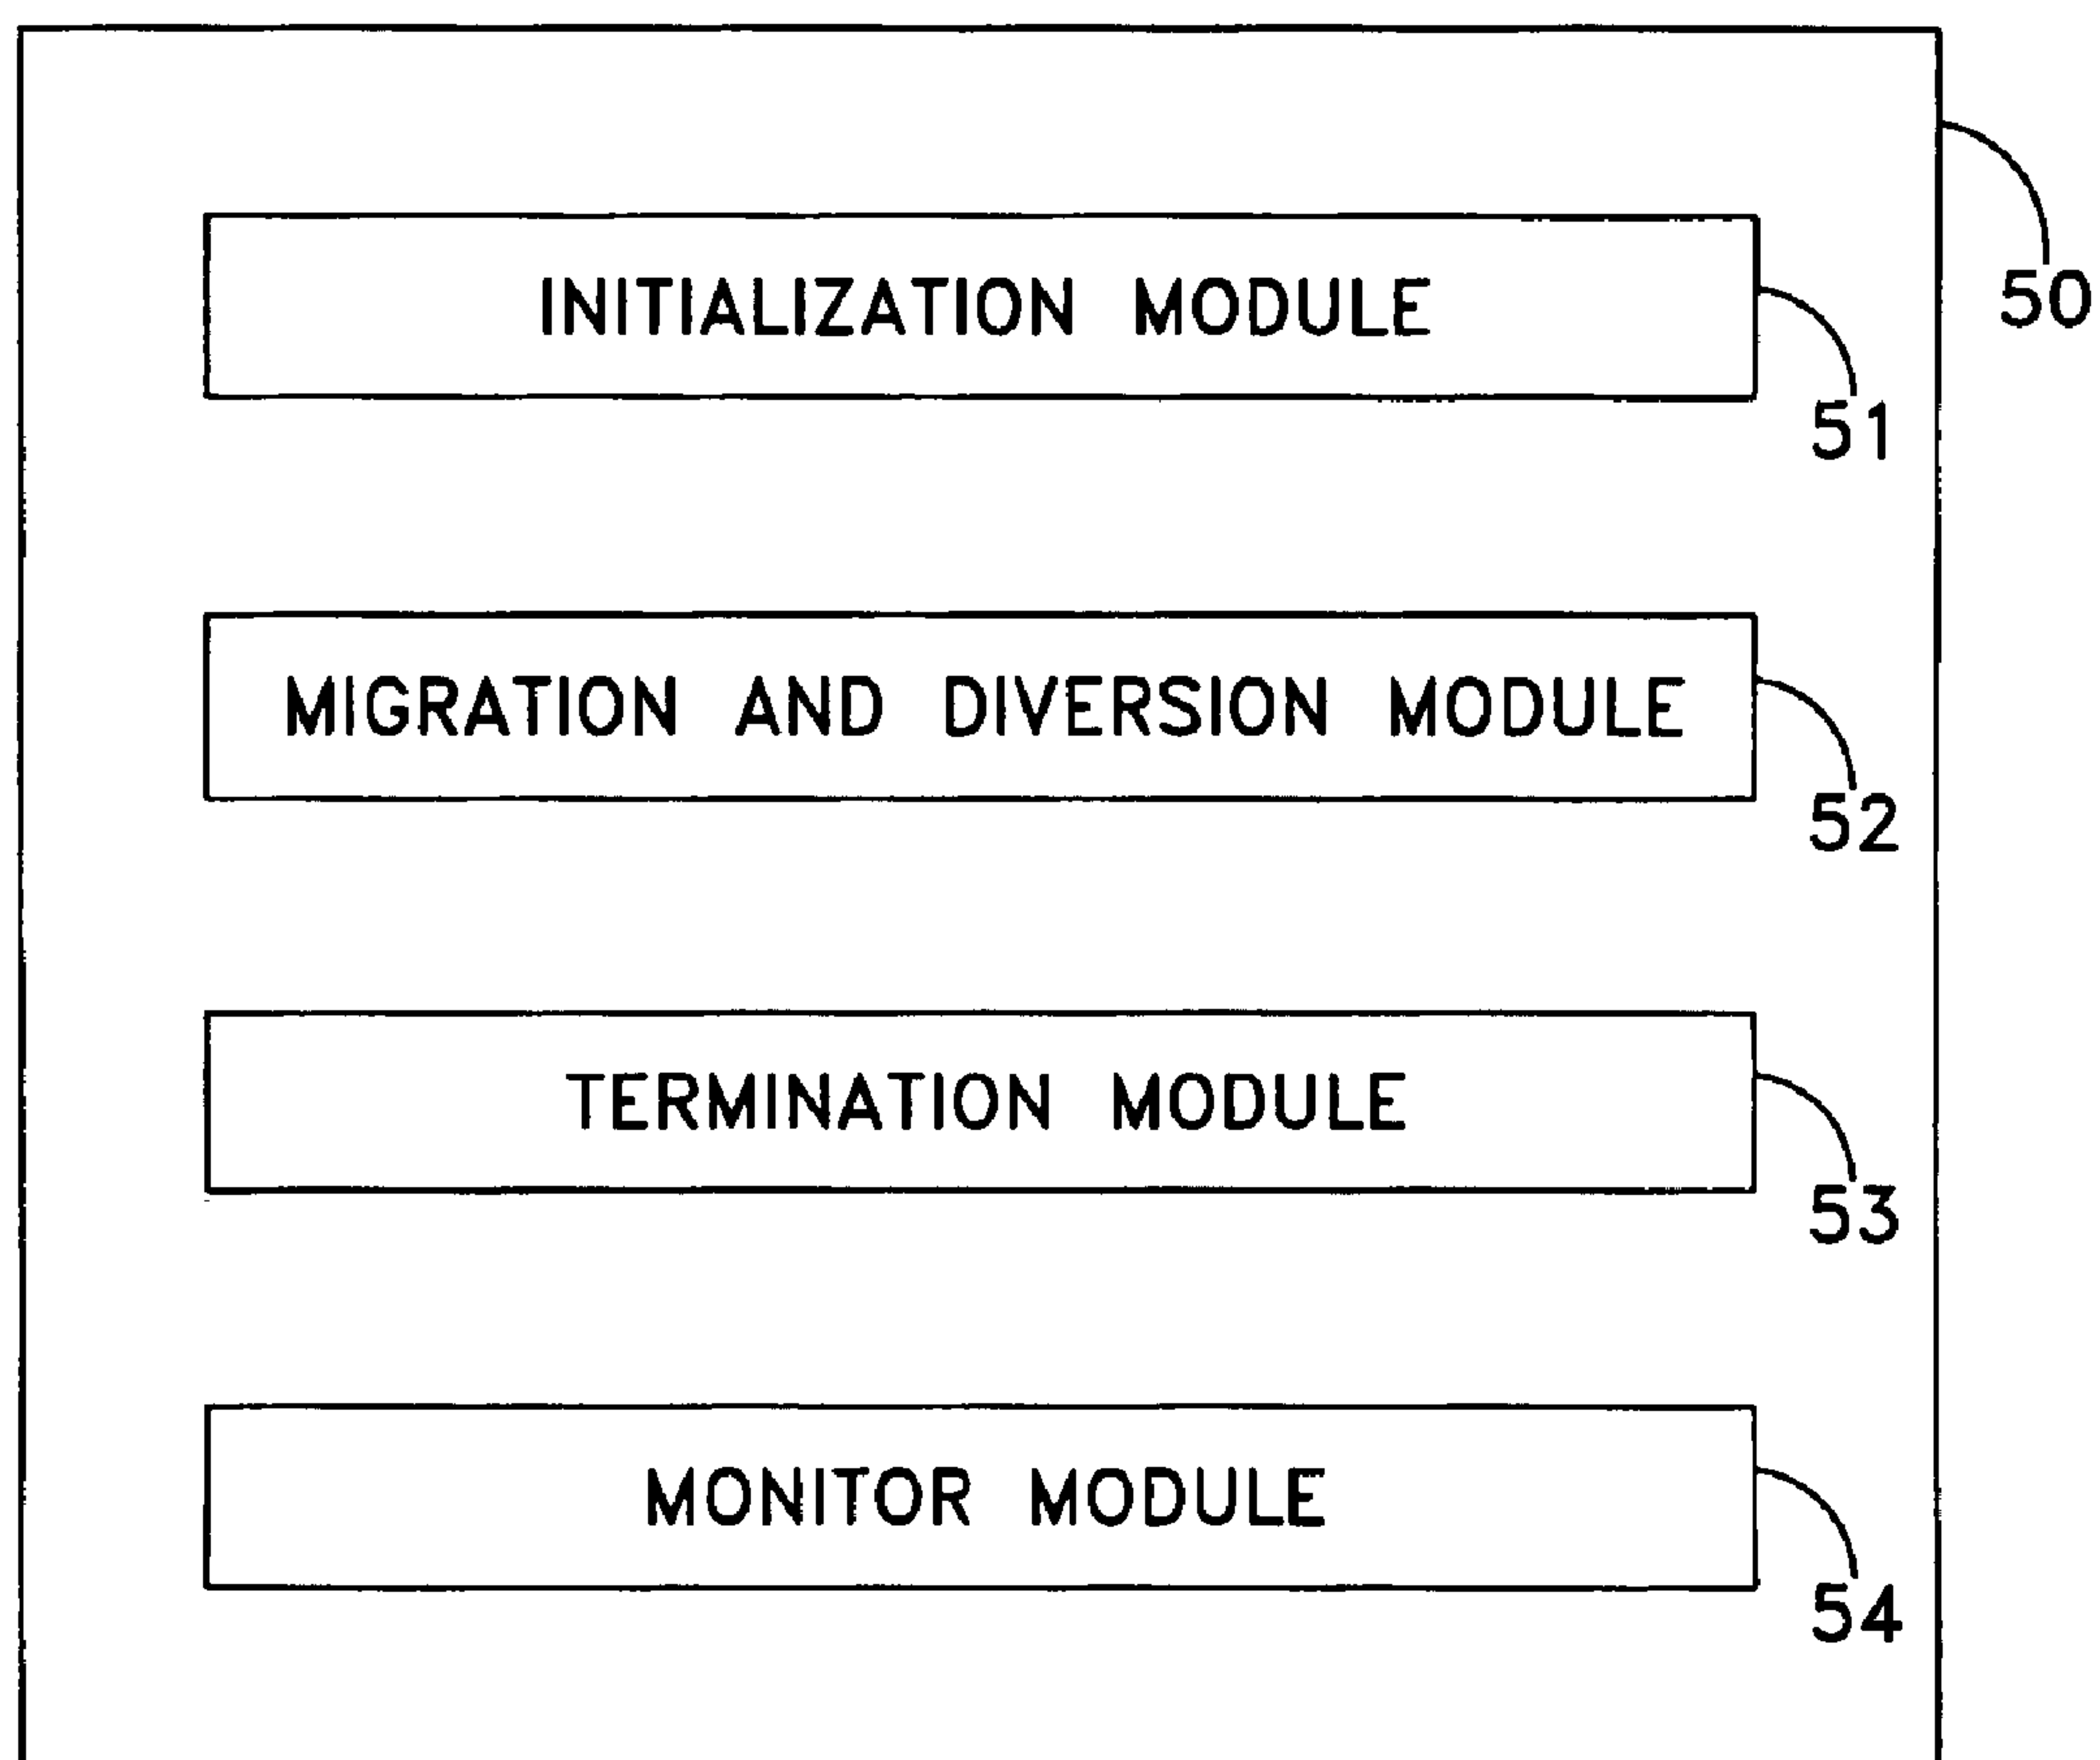 INITIALIZATION MODULE
50
51
MIGRATION AND DIVERSION MODULE
52
TERMINATION MODULE
53
MONITOR MODULE
54